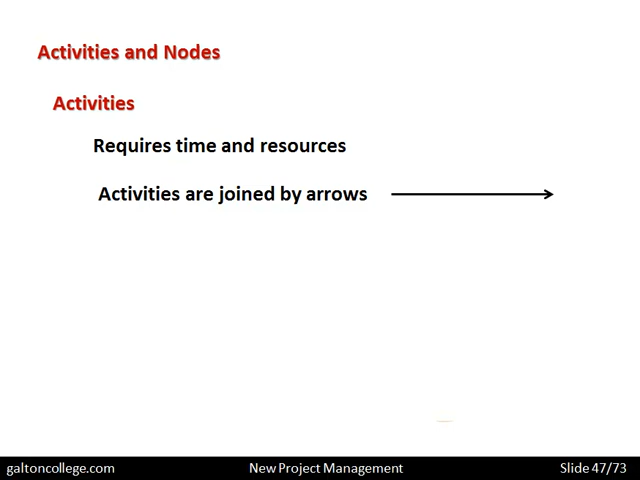 Activities and Nodes
Activities
Requires time and resources
Activities are joined by arrows
galtoncollege.com New Project Management Slide 47/73